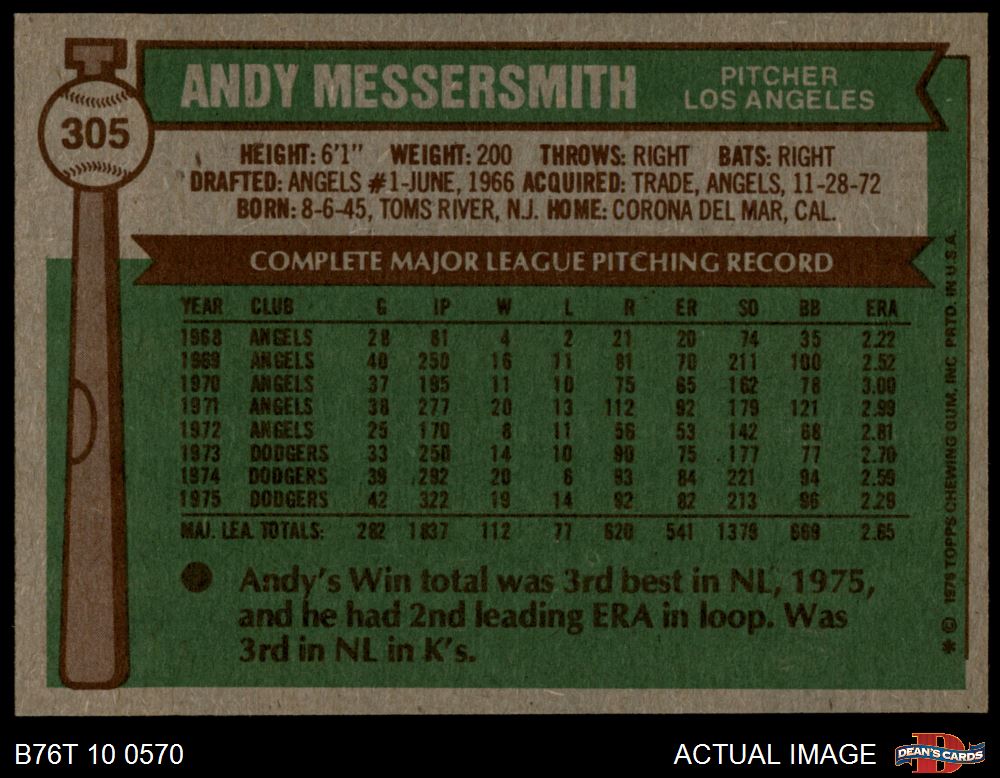 305
ANDY MESSERSMITH
PITCHER
LOS ANGELES
HEIGHT: 6'1" WEIGHT: 200 THROWS: RIGHT BATS: RIGHT
DRAFTED: ANGELS #1-JUNE, 1966 ACQUIRED: TRADE, ANGELS, 11-28-72
BORN: 8-6-45, TOMS RIVER, N.J. HOME: CORONA DEL MAR, CAL.
COMPLETE MAJOR LEAGUE PITCHING RECORD
YEAR CLUB G IP W L R ER SO BB ERA
1968 ANGELS 28 81 4 2 21 20 74 35 2.22
1969 ANGELS 40 250 16 11 81 70 211 100 2.52
1970 ANGELS 37 195 11 10 75 65 162 78 3.00
1971 ANGELS 38 277 20 13 112 92 179 121 2.99
1972 ANGELS 25 170 8 11 56 53 142 68 2.81
1973 DODGERS 33 250 14 10 90 75 177 77 2.70
1974 DODGERS 39 292 20 6 93 84 221 94 2.59
1975 DODGERS 42 322 19 14 92 82 213 96 2.29
MAJ. LEA. TOTALS: 282 1837 112 77 620 541 1379 669 2.65
Andy's Win total was 3rd best in NL, 1975,
and he had 2nd leading ERA in loop. Was
3rd in NL in K's.
* © 1976 TOPPS CHEWING GUM, INC. PRTD. IN U.S.A.
B76T 10 0570
ACTUAL IMAGE
DEAN'S CARDS